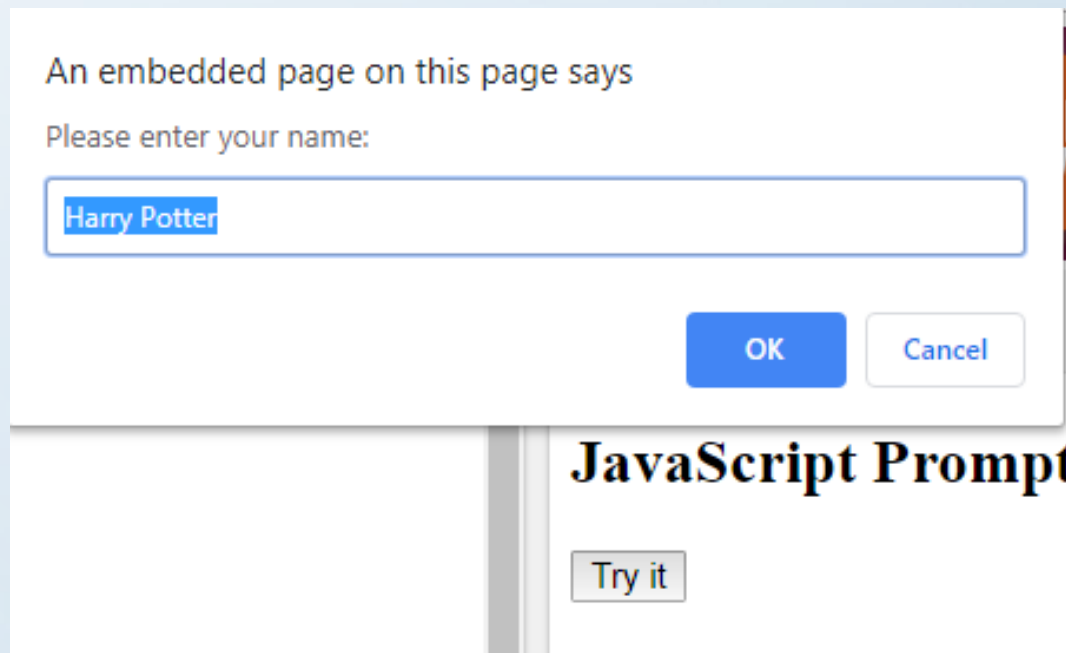 An embedded page on this page says
Please enter your name:
Harry Potter
OK Cancel
JavaScript Prompt
Try it